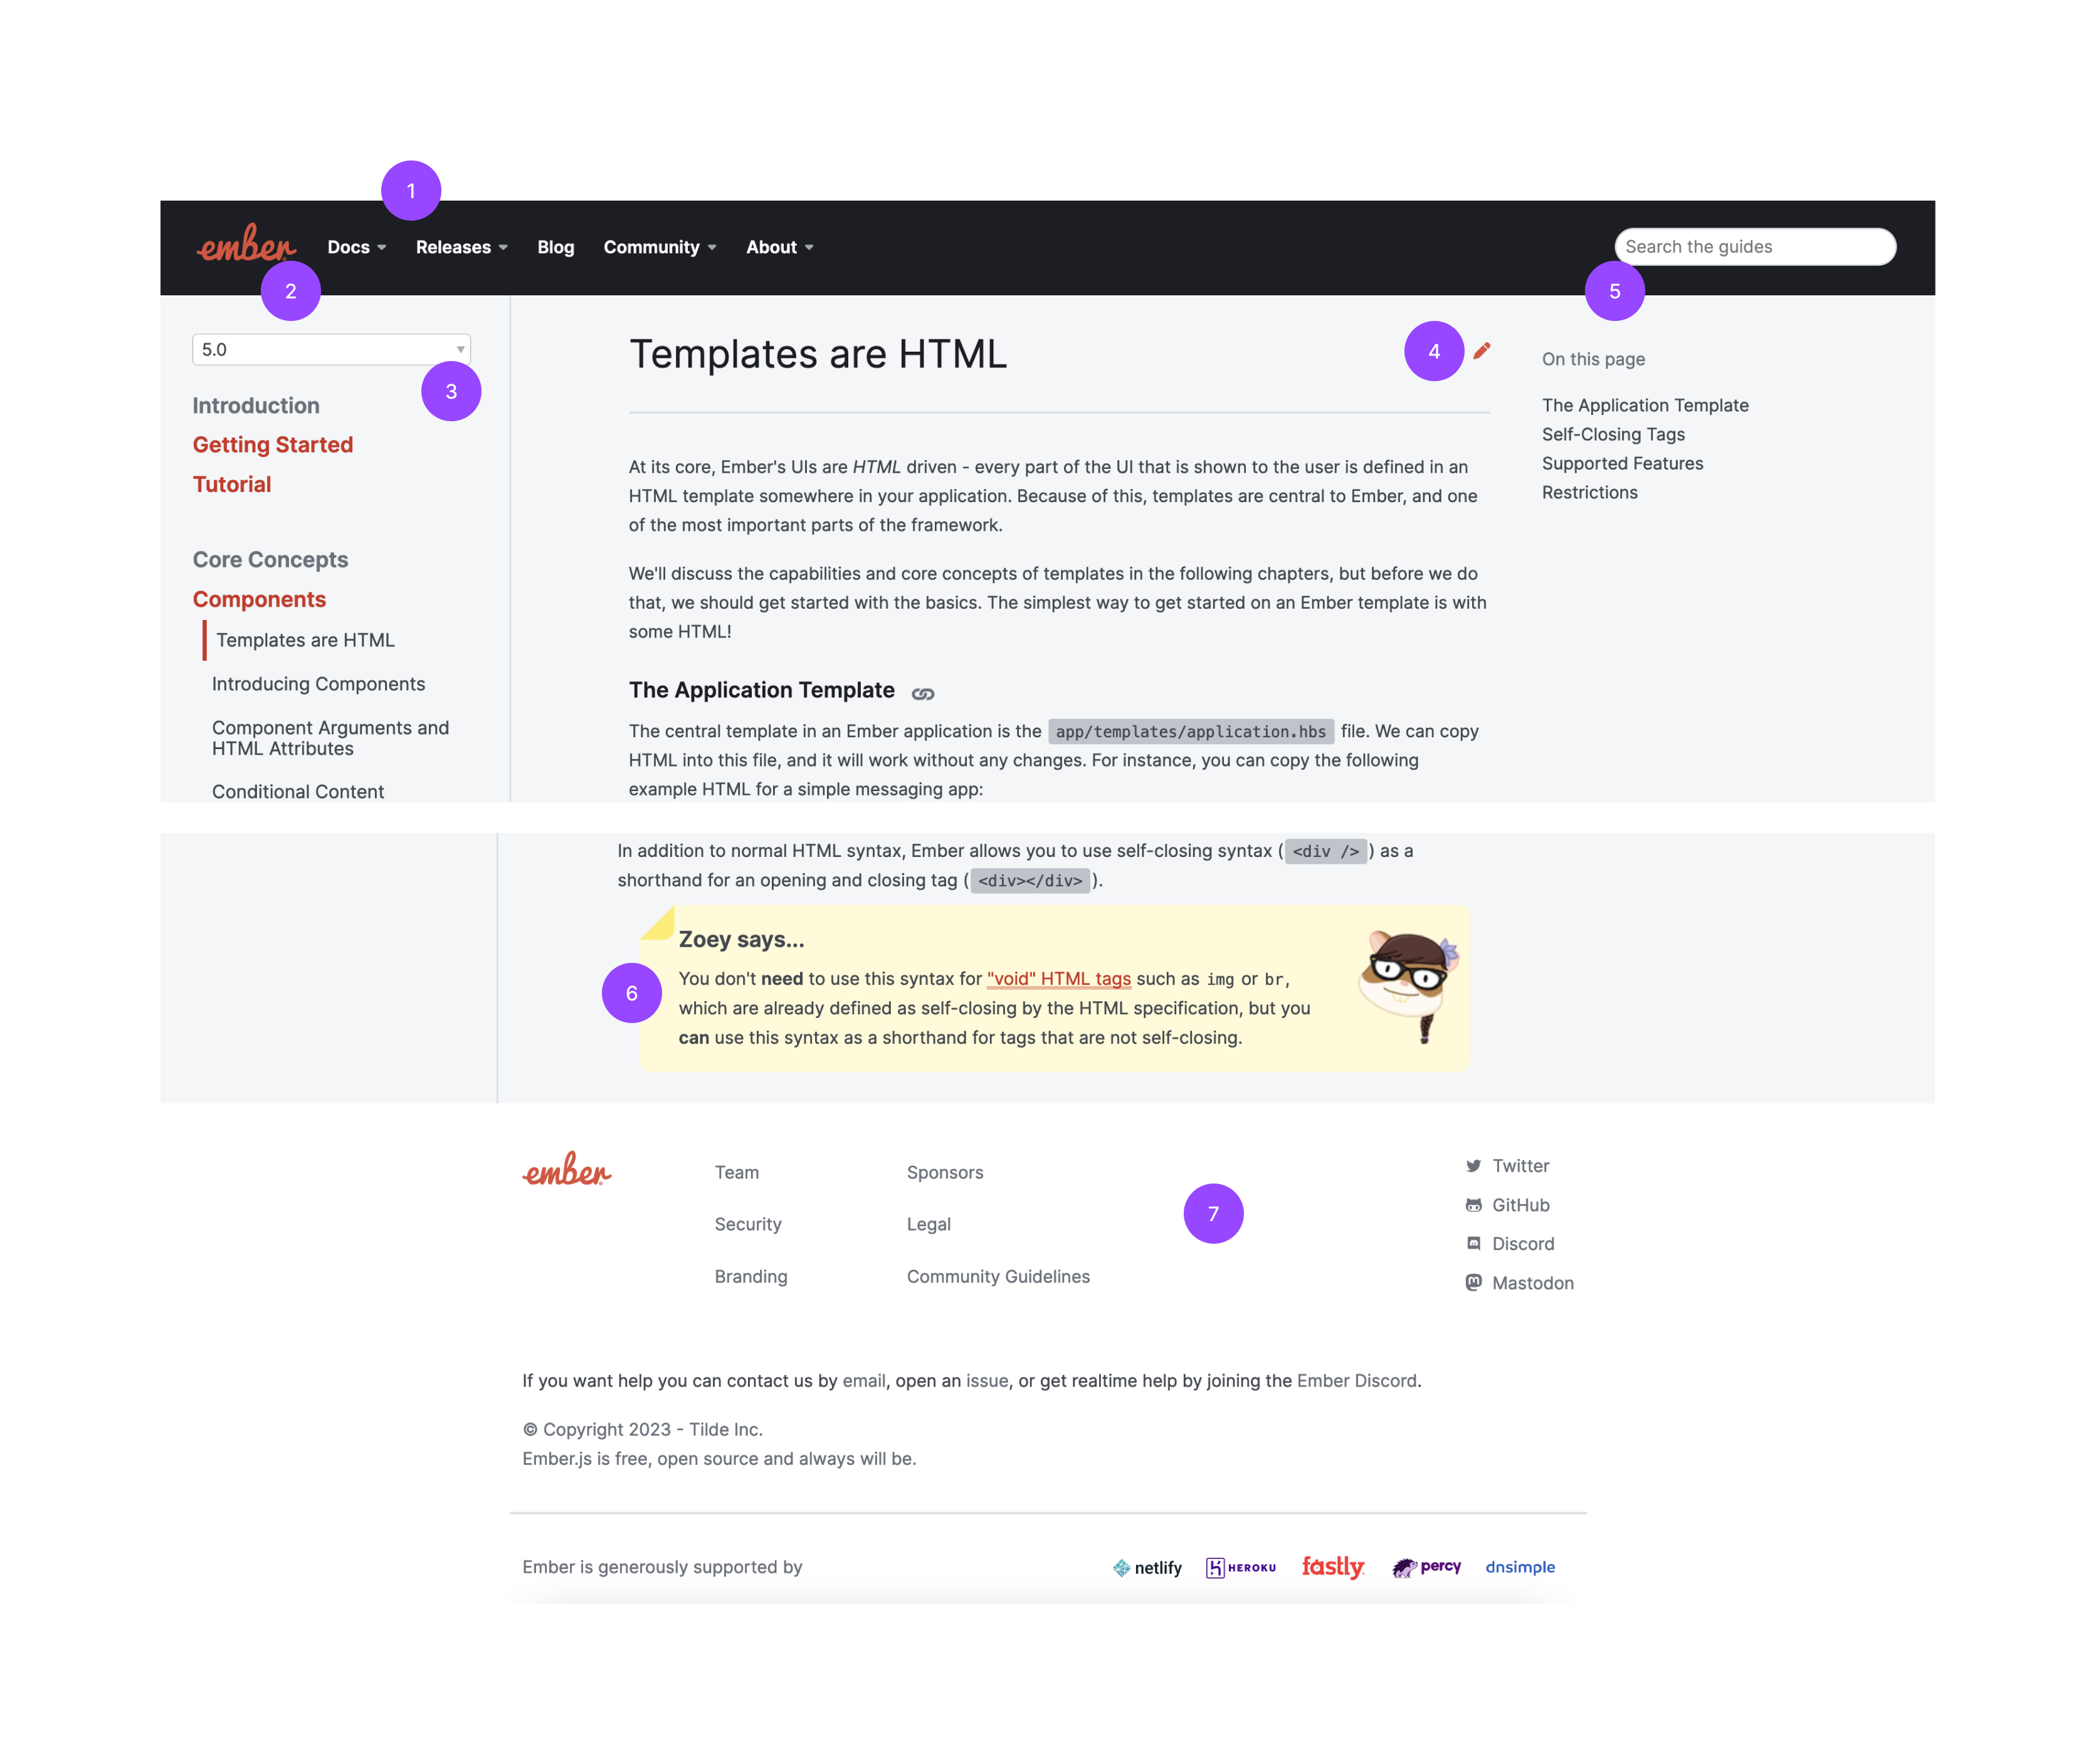 1
ember
Docs
Releases
Blog
Community
About
Search the guides
2
5
5.0
3
Introduction
Getting Started
Tutorial
Core Concepts
Components
Templates are HTML
Introducing Components
Component Arguments and
HTML Attributes
Conditional Content
Templates are HTML
4
At its core, Ember's UIs are HTML driven - every part of the UI that is shown to the user is defined in an
HTML template somewhere in your application. Because of this, templates are central to Ember, and one
of the most important parts of the framework.
We'll discuss the capabilities and core concepts of templates in the following chapters, but before we do
that, we should get started with the basics. The simplest way to get started on an Ember template is with
some HTML!
The Application Template
The central template in an Ember application is the app/templates/application.hbs file. We can copy
HTML into this file, and it will work without any changes. For instance, you can copy the following
example HTML for a simple messaging app:
On this page
The Application Template
Self-Closing Tags
Supported Features
Restrictions
In addition to normal HTML syntax, Ember allows you to use self-closing syntax ( <div /> ) as a
shorthand for an opening and closing tag ( <div></div> ).
6
Zoey says...
You don't need to use this syntax for "void" HTML tags such as img or br,
which are already defined as self-closing by the HTML specification, but you
can use this syntax as a shorthand for tags that are not self-closing.
ember
Team
Security
Branding
Sponsors
Legal
Community Guidelines
7
Twitter
GitHub
Discord
Mastodon
If you want help you can contact us by email, open an issue, or get realtime help by joining the Ember Discord.
© Copyright 2023 - Tilde Inc.
Ember.js is free, open source and always will be.
Ember is generously supported by
netlify
HEROKU
fastly
percy
dnsimple